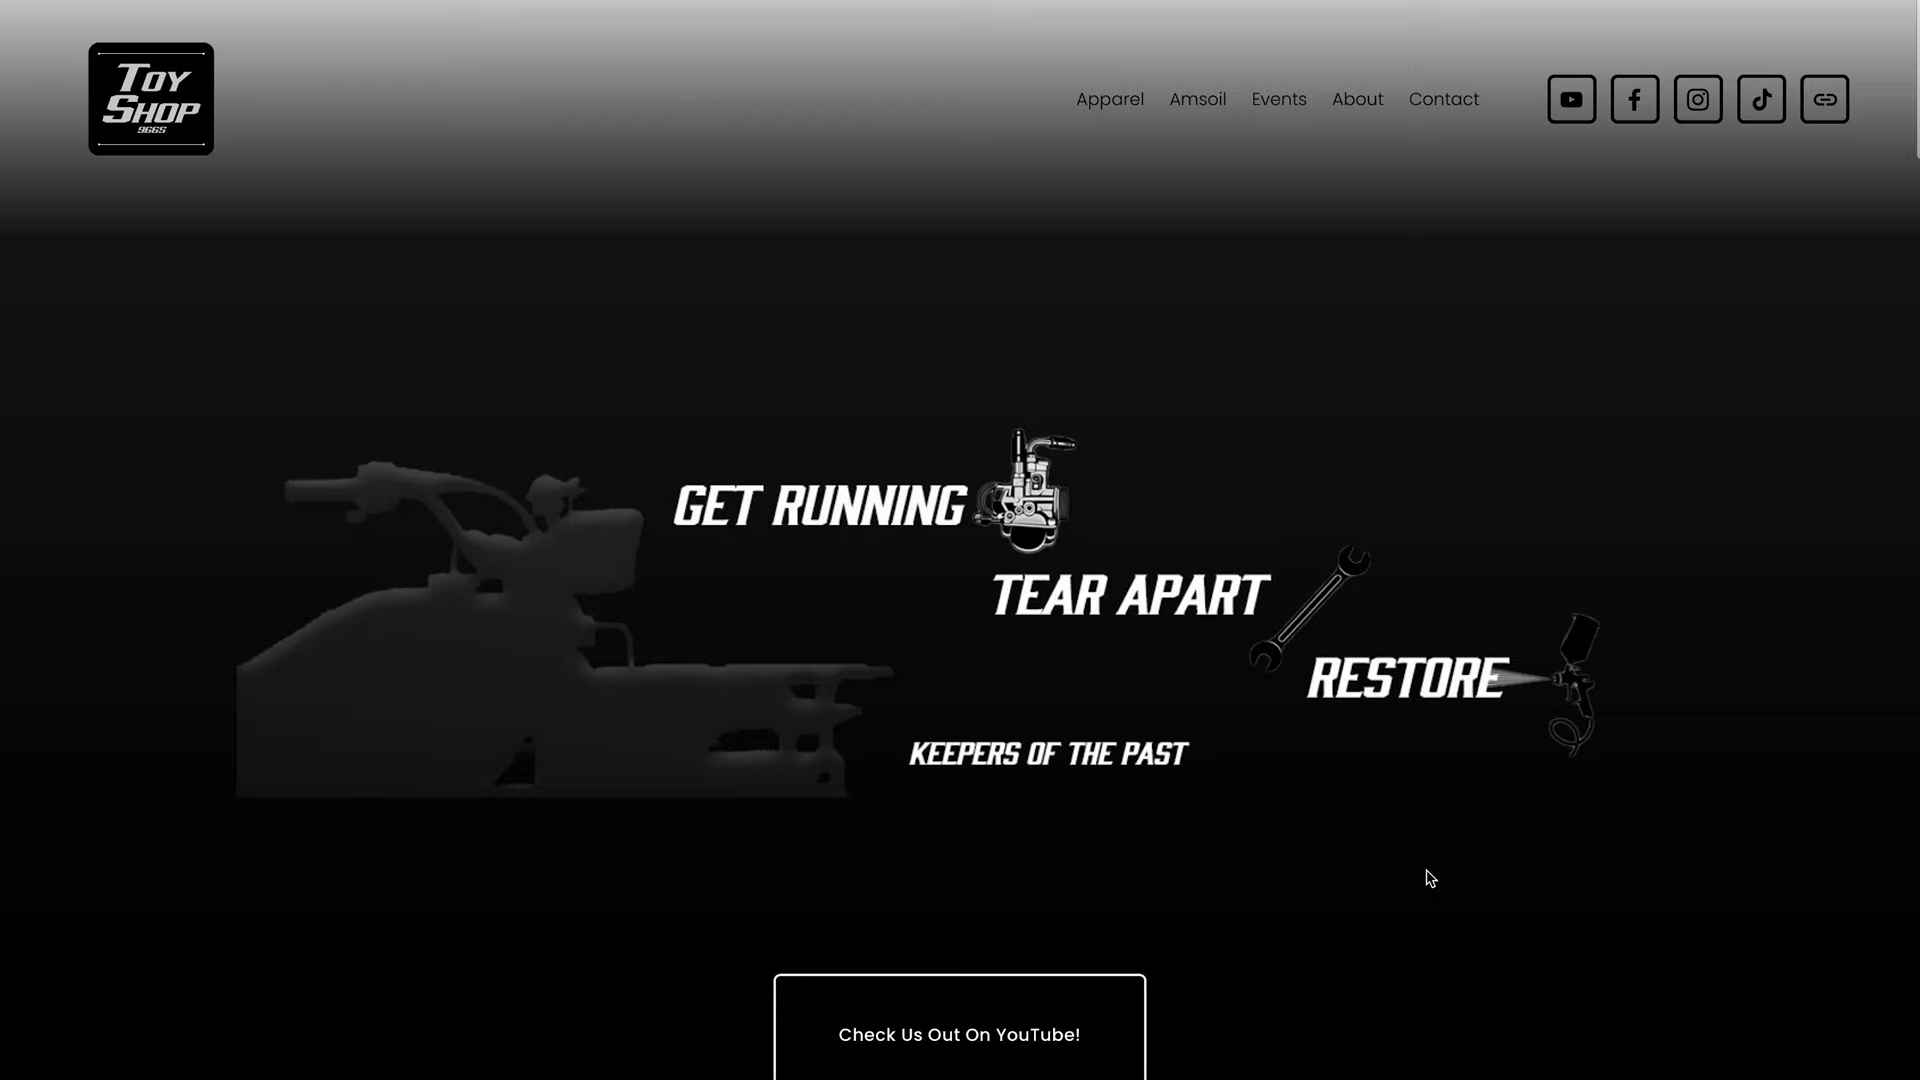 Toy
Shop
966S
Apparel Amsoil Events About Contact
GET RUNNING
TEAR APART
RESTORE
KEEPERS OF THE PAST
Check Us Out On YouTube!